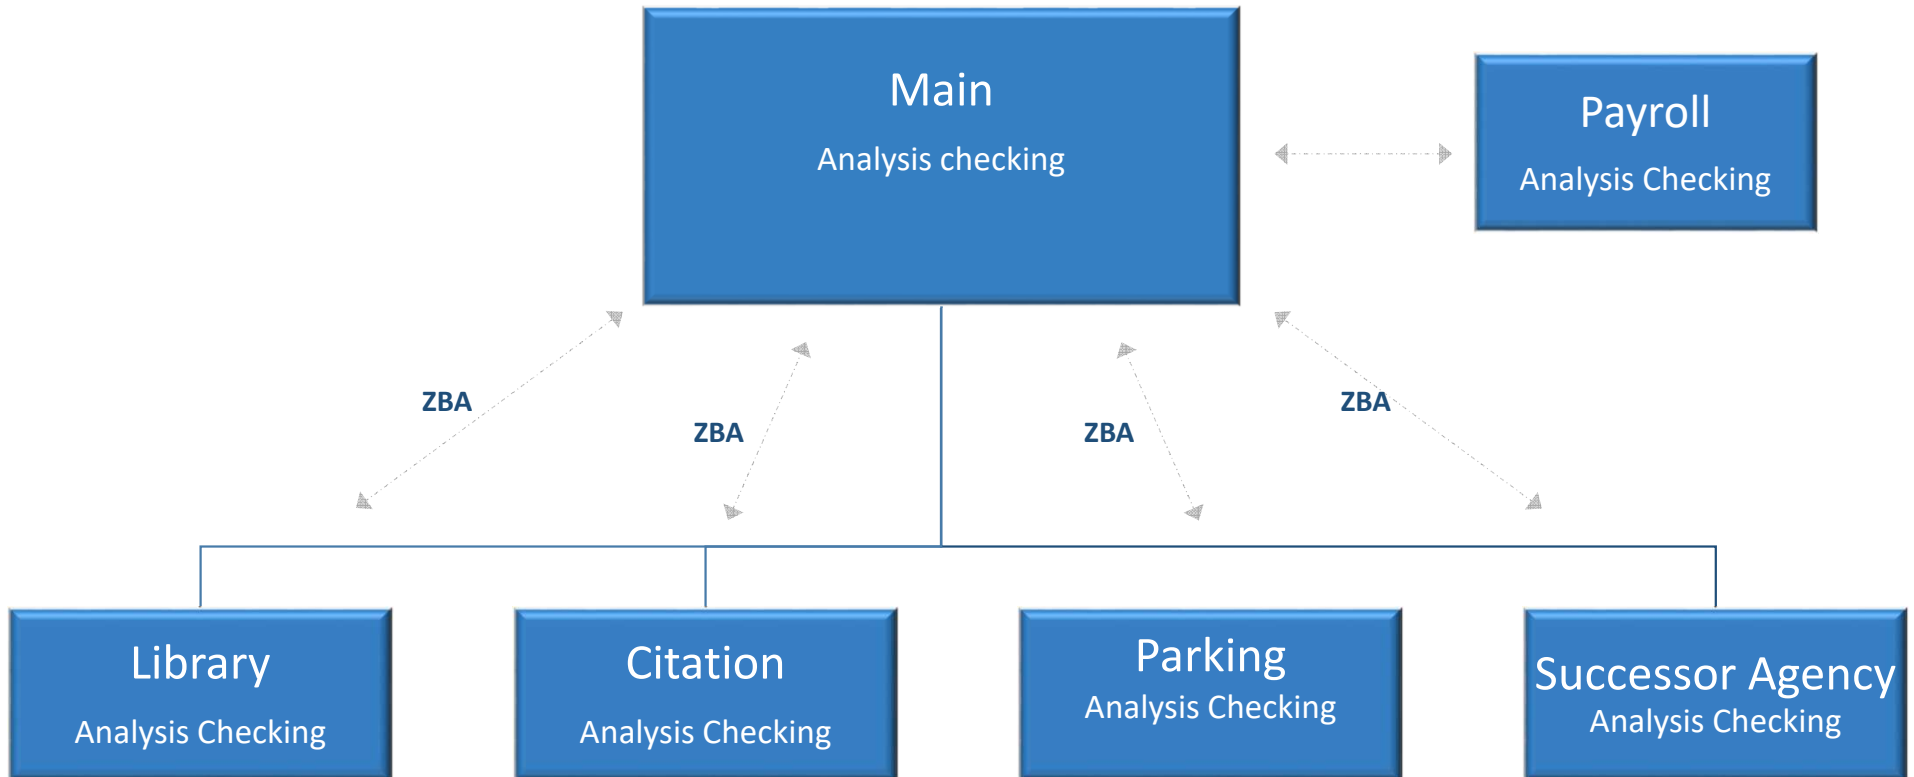 Main
Analysis checking
Payroll
Analysis Checking
ZBA
ZBA
ZBA
ZBA
Library
Analysis Checking
Citation
Analysis Checking
Parking
Analysis Checking
Successor Agency
Analysis Checking